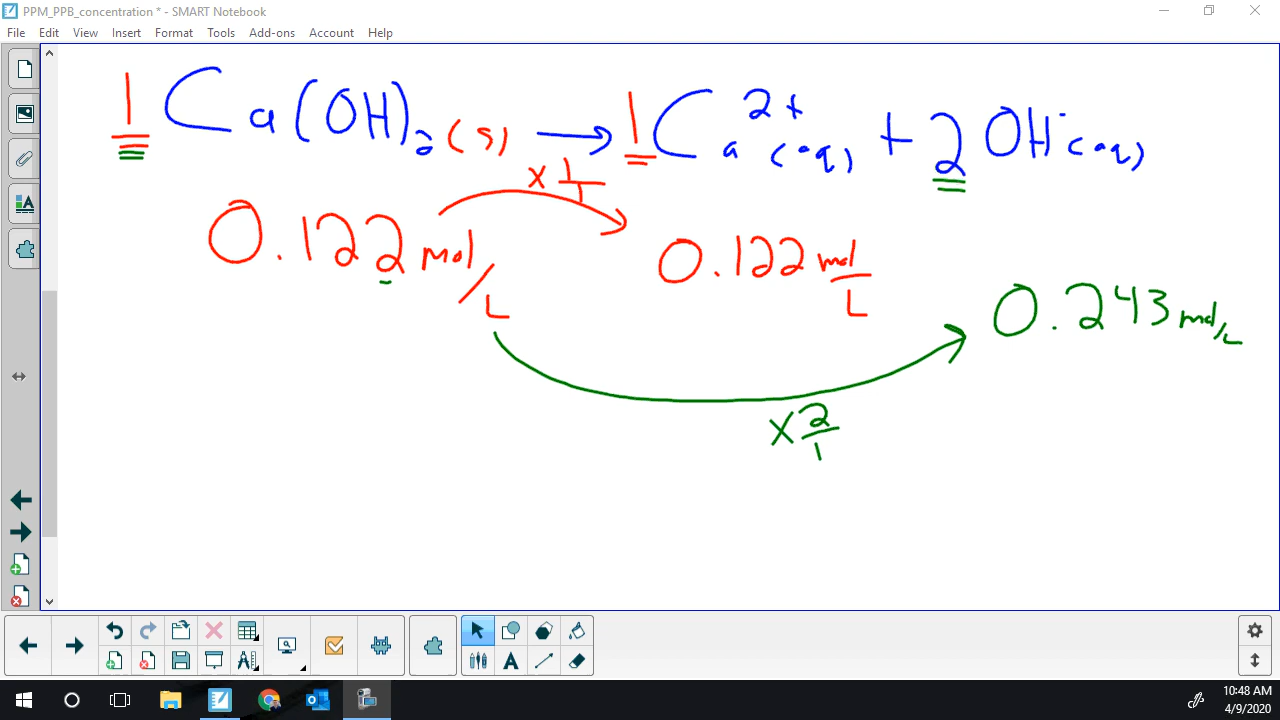 PPM_PPB_concentration * - SMART Notebook
File Edit View Insert Format Tools Add-ons Account Help
1 Ca(OH)₂(s) → 1 Ca²⁺(aq) + 2 OH⁻(aq)
x 1/1
0.122 mol/L 0.122 mol/L 0.243 mol/L
x 2/1
10:48 AM
4/9/2020